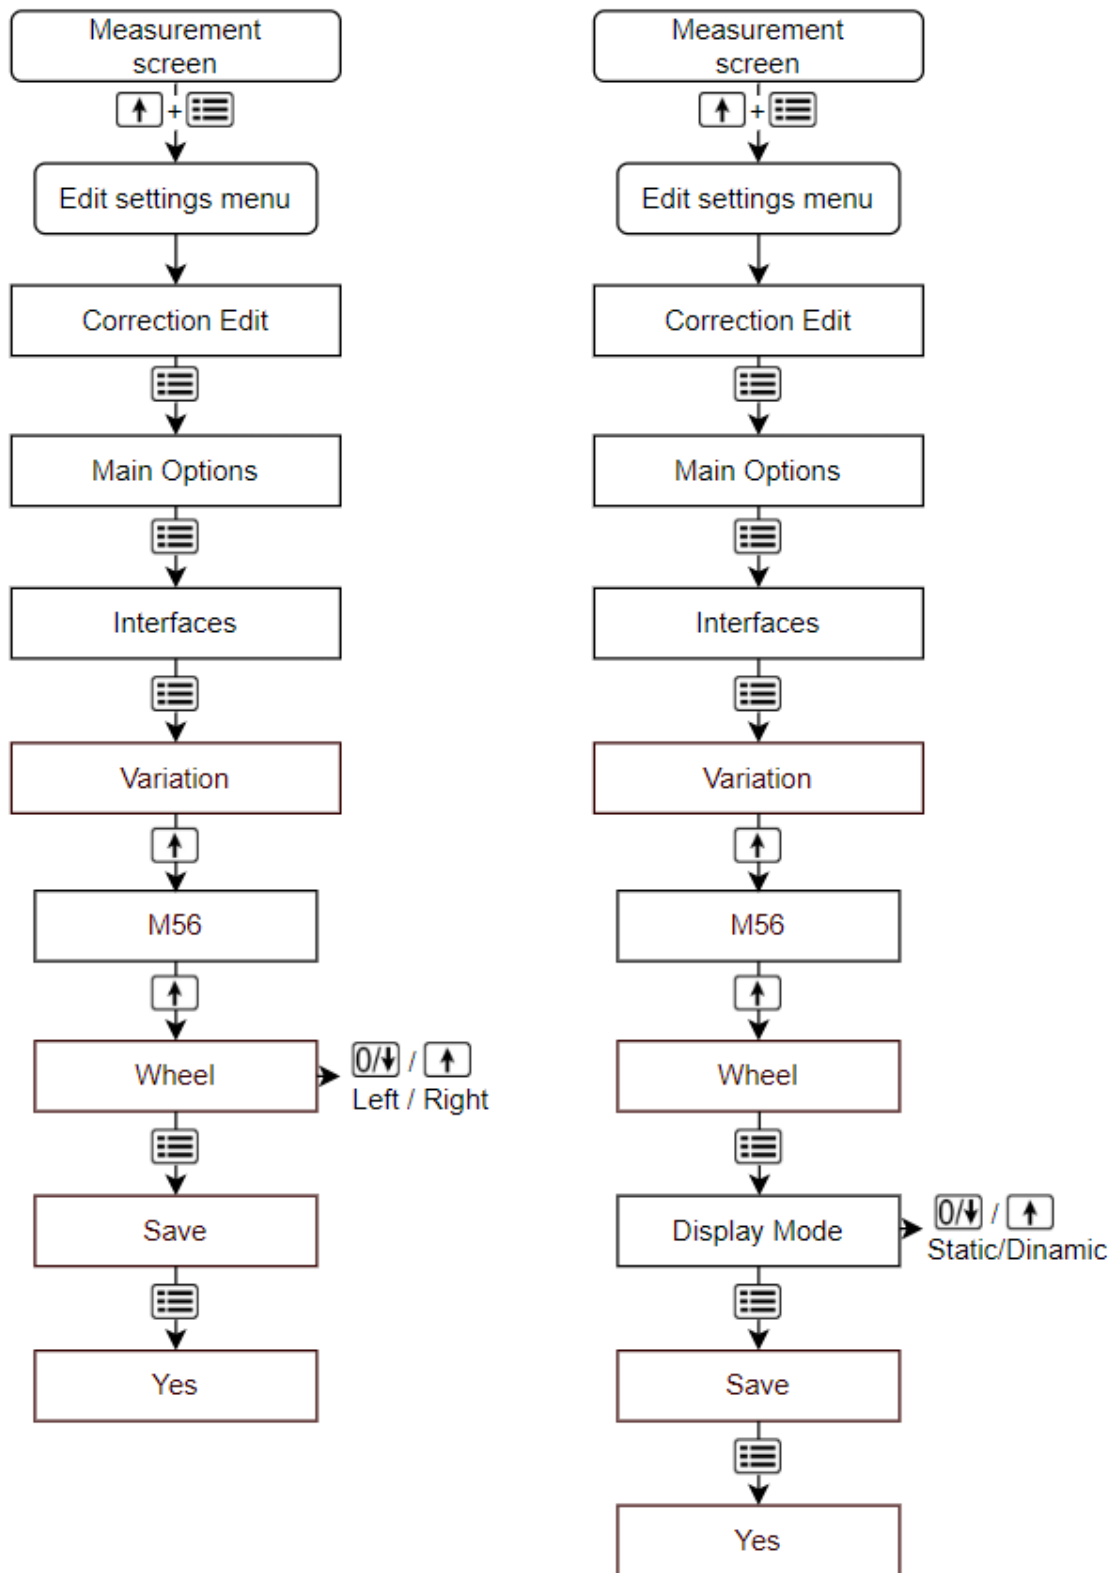 Measurement
screen
+
Edit settings menu
Correction Edit
Main Options
Interfaces
Variation
M56
Wheel
0/ /
Left / Right
Save
Yes
Measurement
screen
+
Edit settings menu
Correction Edit
Main Options
Interfaces
Variation
M56
Wheel
Display Mode
0/ /
Static/Dinamic
Save
Yes